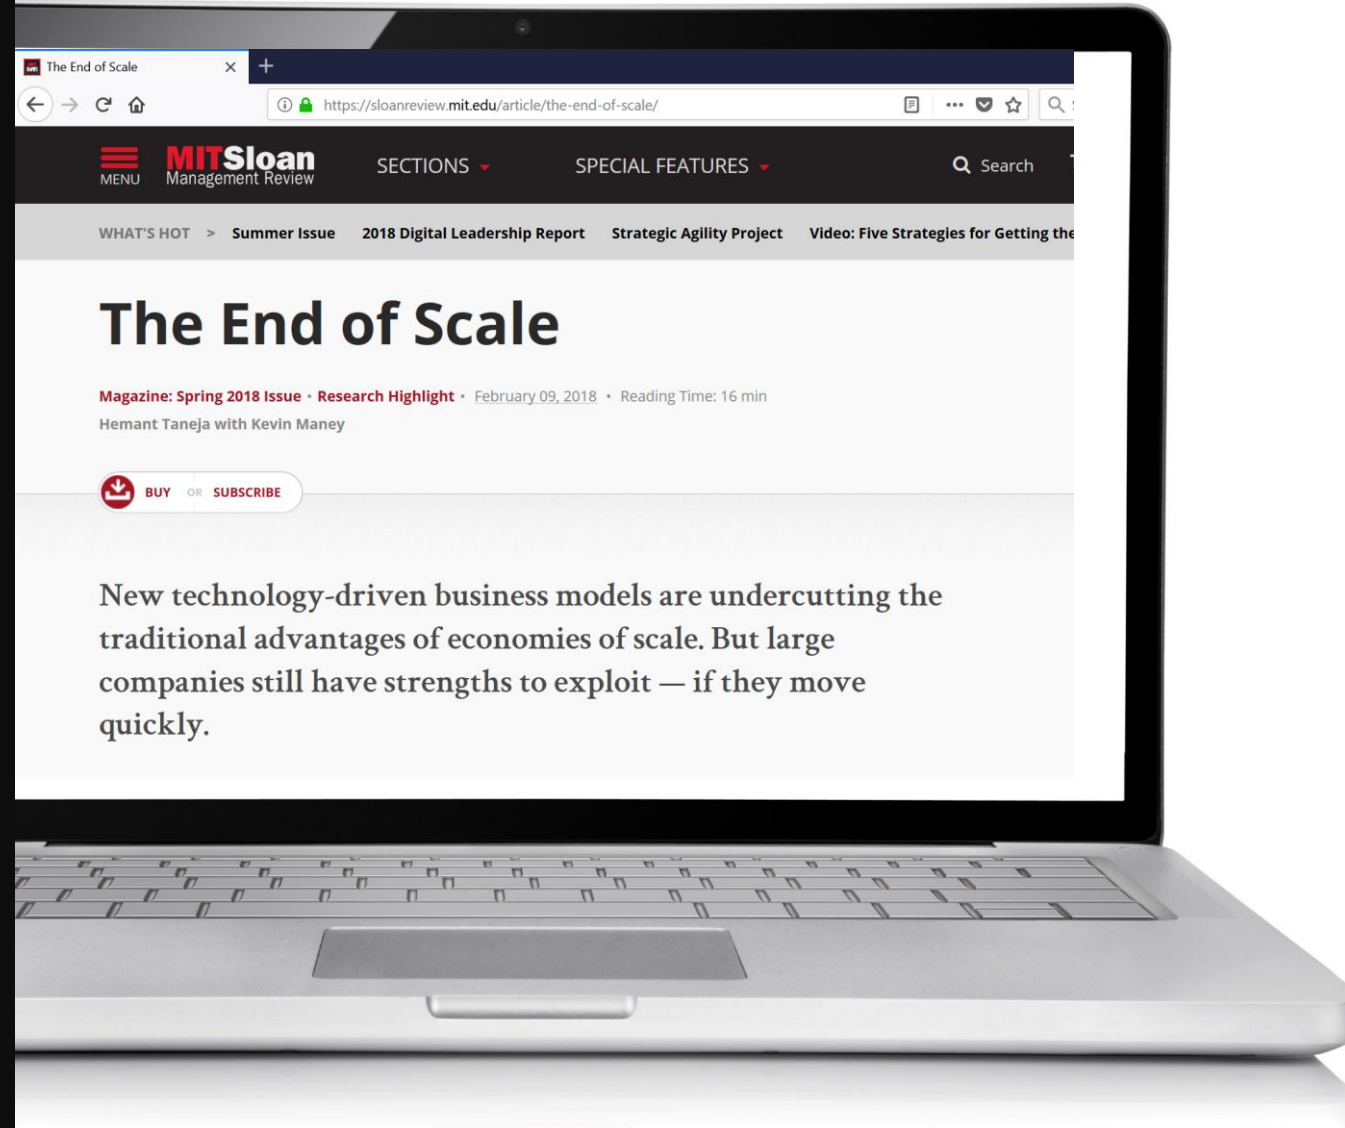 The End of Scale
https://sloanreview.mit.edu/article/the-end-of-scale/
MENU
MITSloan
Management Review
SECTIONS
SPECIAL FEATURES
Search
WHAT'S HOT > Summer Issue 2018 Digital Leadership Report Strategic Agility Project Video: Five Strategies for Getting the
The End of Scale
Magazine: Spring 2018 Issue • Research Highlight • February 09, 2018 • Reading Time: 16 min
Hemant Taneja with Kevin Maney
BUY OR SUBSCRIBE
New technology-driven business models are undercutting the
traditional advantages of economies of scale. But large
companies still have strengths to exploit — if they move
quickly.